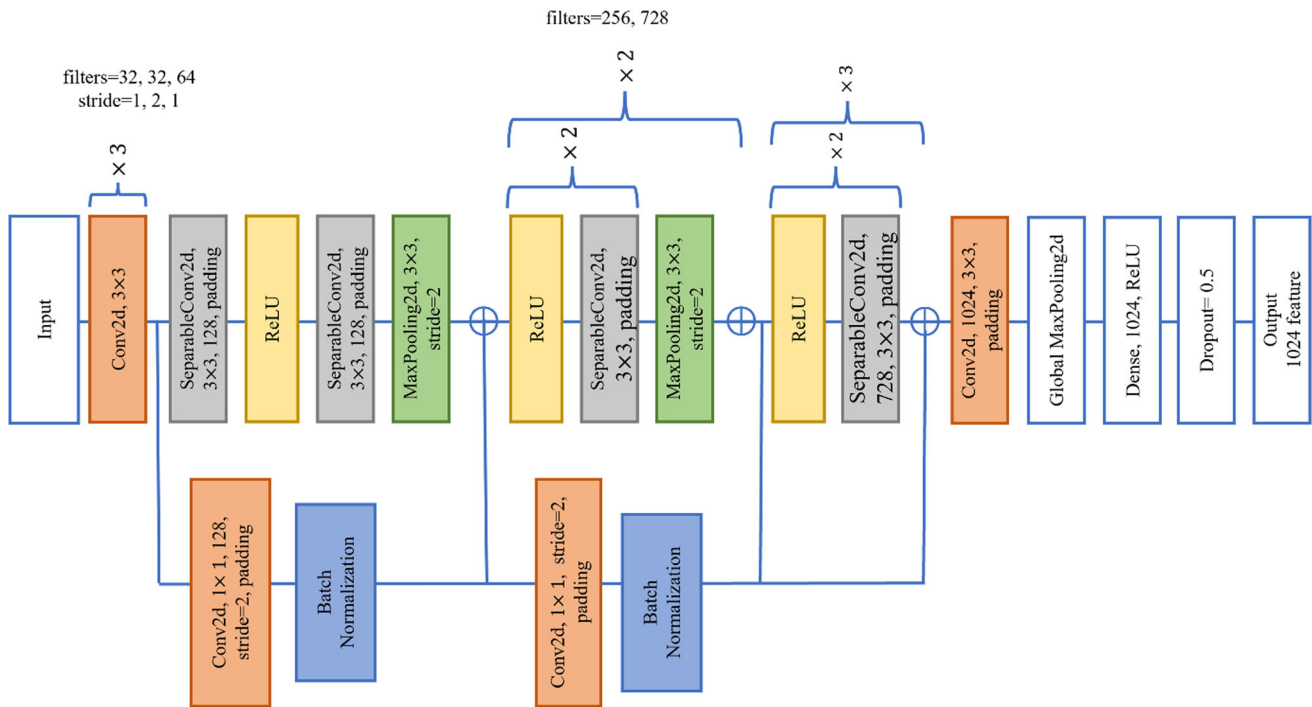 filters=256, 728
filters=32, 32, 64
stride=1, 2, 1
× 3
× 2
× 2
× 3
× 2
Input
Conv2d, 3×3
SeparableConv2d,
3×3, 128, padding
ReLU
SeparableConv2d,
3×3, 128, padding
MaxPooling2d, 3×3,
stride=2
ReLU
SeparableConv2d,
3×3, padding
MaxPooling2d, 3×3,
stride=2
ReLU
SeparableConv2d,
728, 3×3, padding
Conv2d, 1024, 3×3,
padding
Global MaxPooling2d
Dense, 1024, ReLU
Dropout= 0.5
Output
1024 feature
Conv2d, 1× 1, 128,
stride=2, padding
Batch
Normalization
Conv2d, 1× 1, stride=2,
padding
Batch
Normalization